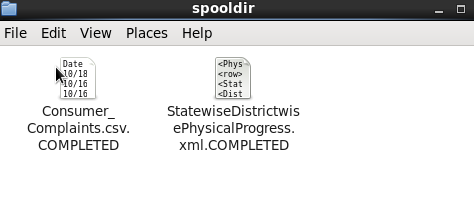 spooldir
File Edit View Places Help
Date
10/18
10/16
10/16
<Phys
<row>
<Stat
<Dist
Consumer_
Complaints.csv.
COMPLETED
StatewiseDistrictwis
ePhysicalProgress.
xml.COMPLETED